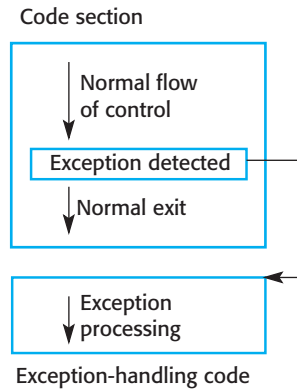 Code section
Normal flow
of control
Exception detected
Normal exit
Exception
processing
Exception-handling code